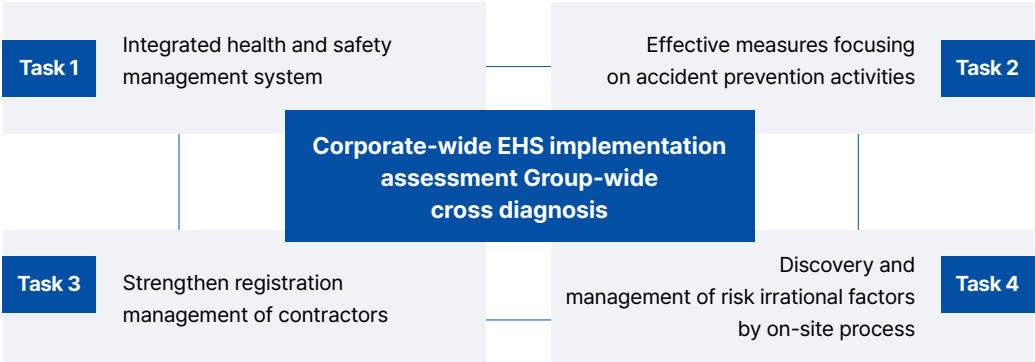 Task 1
Integrated health and safety
management system
Effective measures focusing
on accident prevention activities
Task 2
Corporate-wide EHS implementation
assessment Group-wide
cross diagnosis
Task 3
Strengthen registration
management of contractors
Discovery and
management of risk irrational factors
by on-site process
Task 4